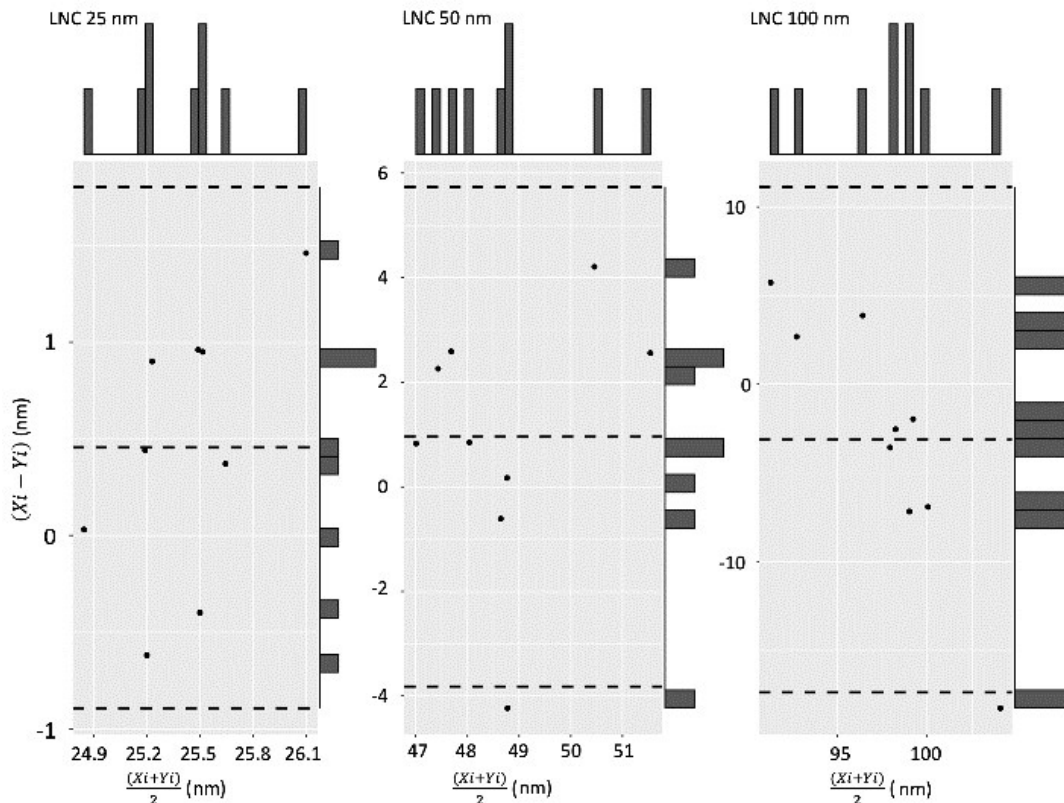 LNC 25 nm
LNC 50 nm
LNC 100 nm
(Xi − Yi) (nm)
1
0
-1
24.9 25.2 25.5 25.8 26.1
(Xi+Yi)/2 (nm)
6
4
2
0
-2
-4
47 48 49 50 51
(Xi+Yi)/2 (nm)
10
0
-10
95 100
(Xi+Yi)/2 (nm)